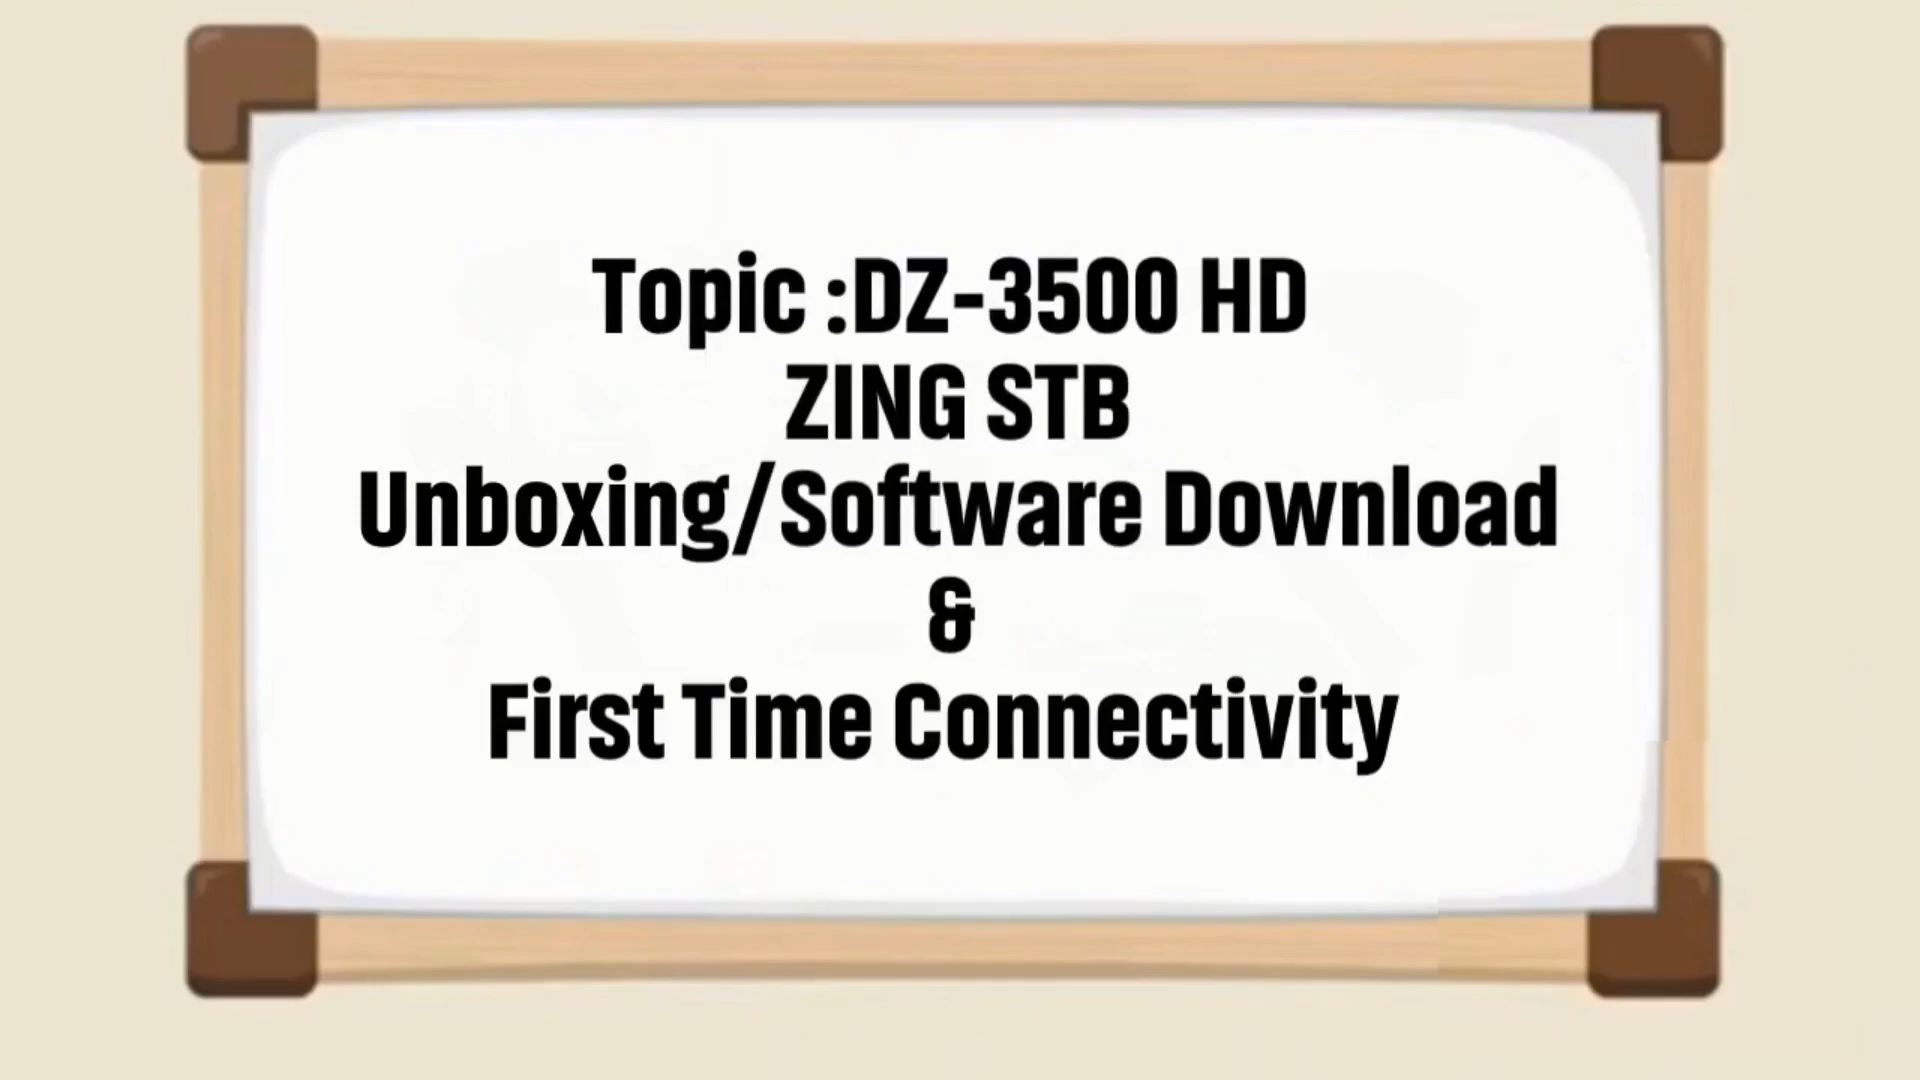 Topic :DZ-3500 HD
ZING STB
Unboxing/Software Download
&
First Time Connectivity